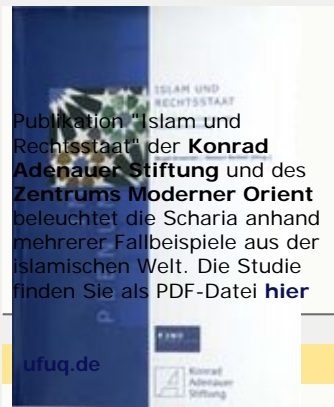 ISLAM UND
RECHTSSTAAT
Publikation "Islam und
Rechtsstaat" der Konrad
Adenauer Stiftung und des
Zentrums Moderner Orient
beleuchtet die Scharia anhand
mehrerer Fallbeispiele aus der
islamischen Welt. Die Studie
finden Sie als PDF-Datei hier
ufuq.de
Konrad
Adenauer
Stiftung